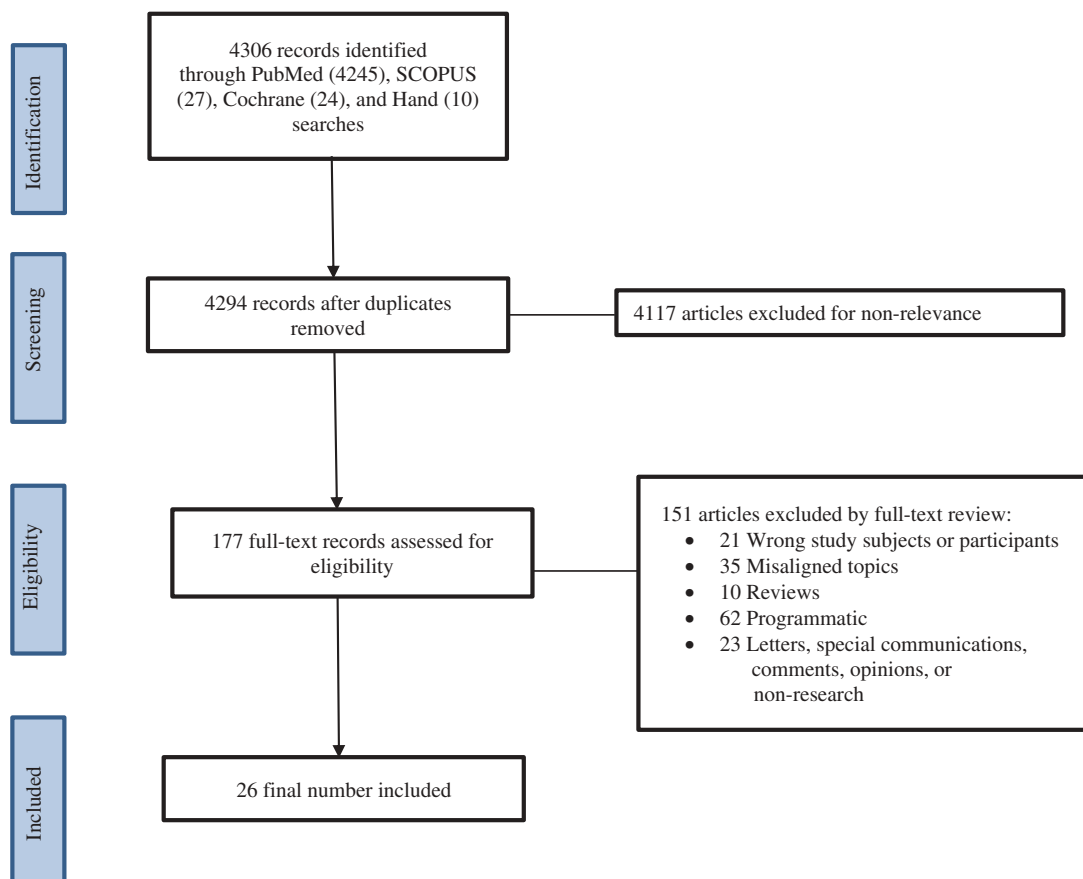 Identification
4306 records identified
through PubMed (4245), SCOPUS
(27), Cochrane (24), and Hand (10)
searches
Screening
4294 records after duplicates
removed
4117 articles excluded for non-relevance
Eligibility
177 full-text records assessed for
eligibility
151 articles excluded by full-text review:
• 21 Wrong study subjects or participants
• 35 Misaligned topics
• 10 Reviews
• 62 Programmatic
• 23 Letters, special communications,
comments, opinions, or
non-research
Included
26 final number included